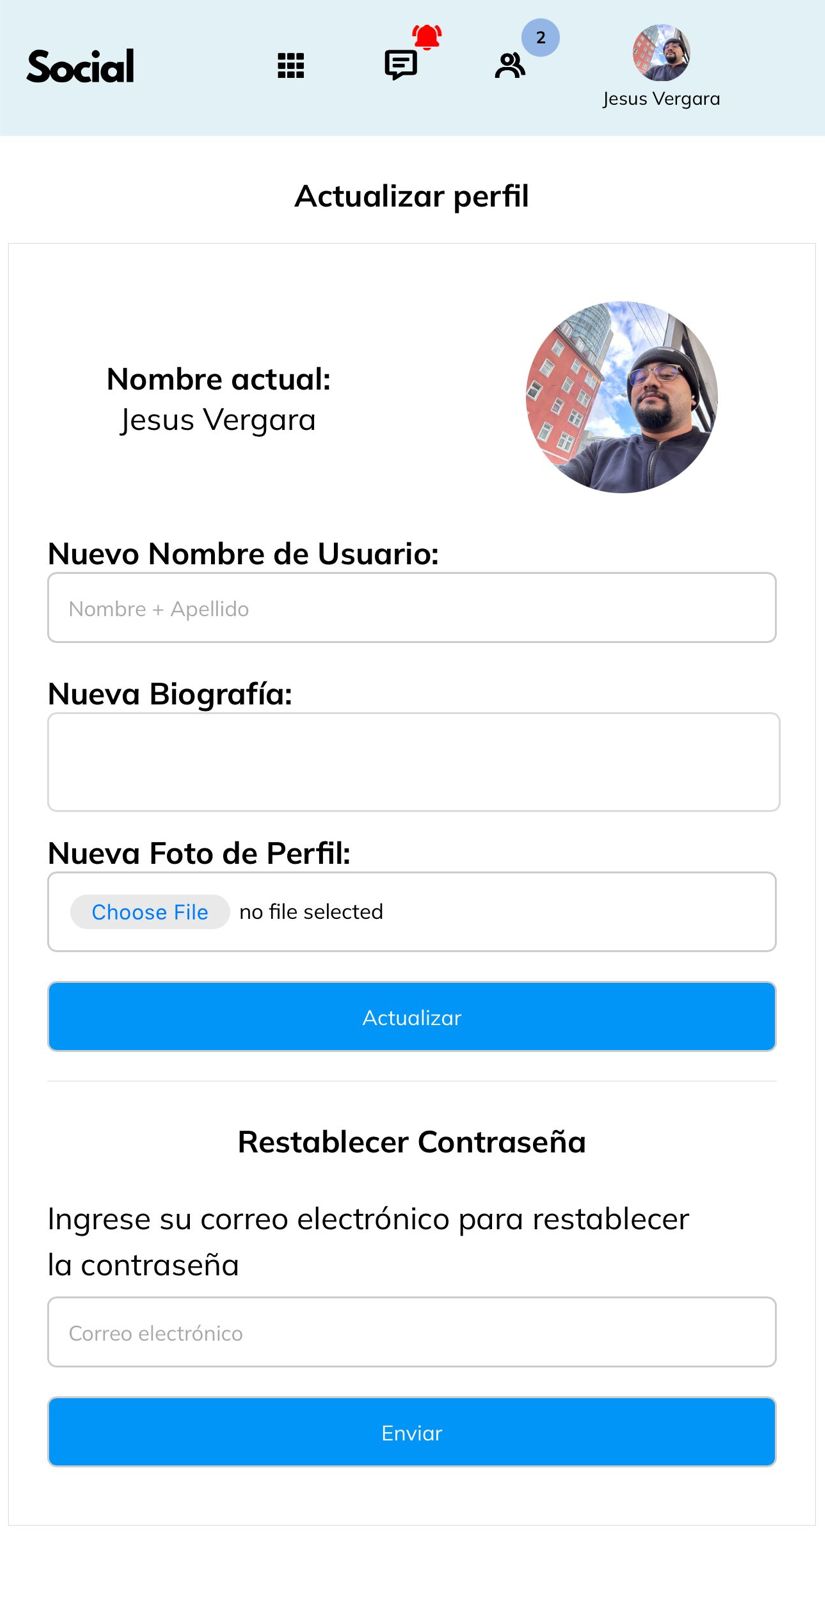 Social
2
Jesus Vergara
Actualizar perfil
Nombre actual:
Jesus Vergara
Nuevo Nombre de Usuario:
Nombre + Apellido
Nueva Biografía:
Nueva Foto de Perfil:
Choose File no file selected
Actualizar
Restablecer Contraseña
Ingrese su correo electrónico para restablecer
la contraseña
Correo electrónico
Enviar